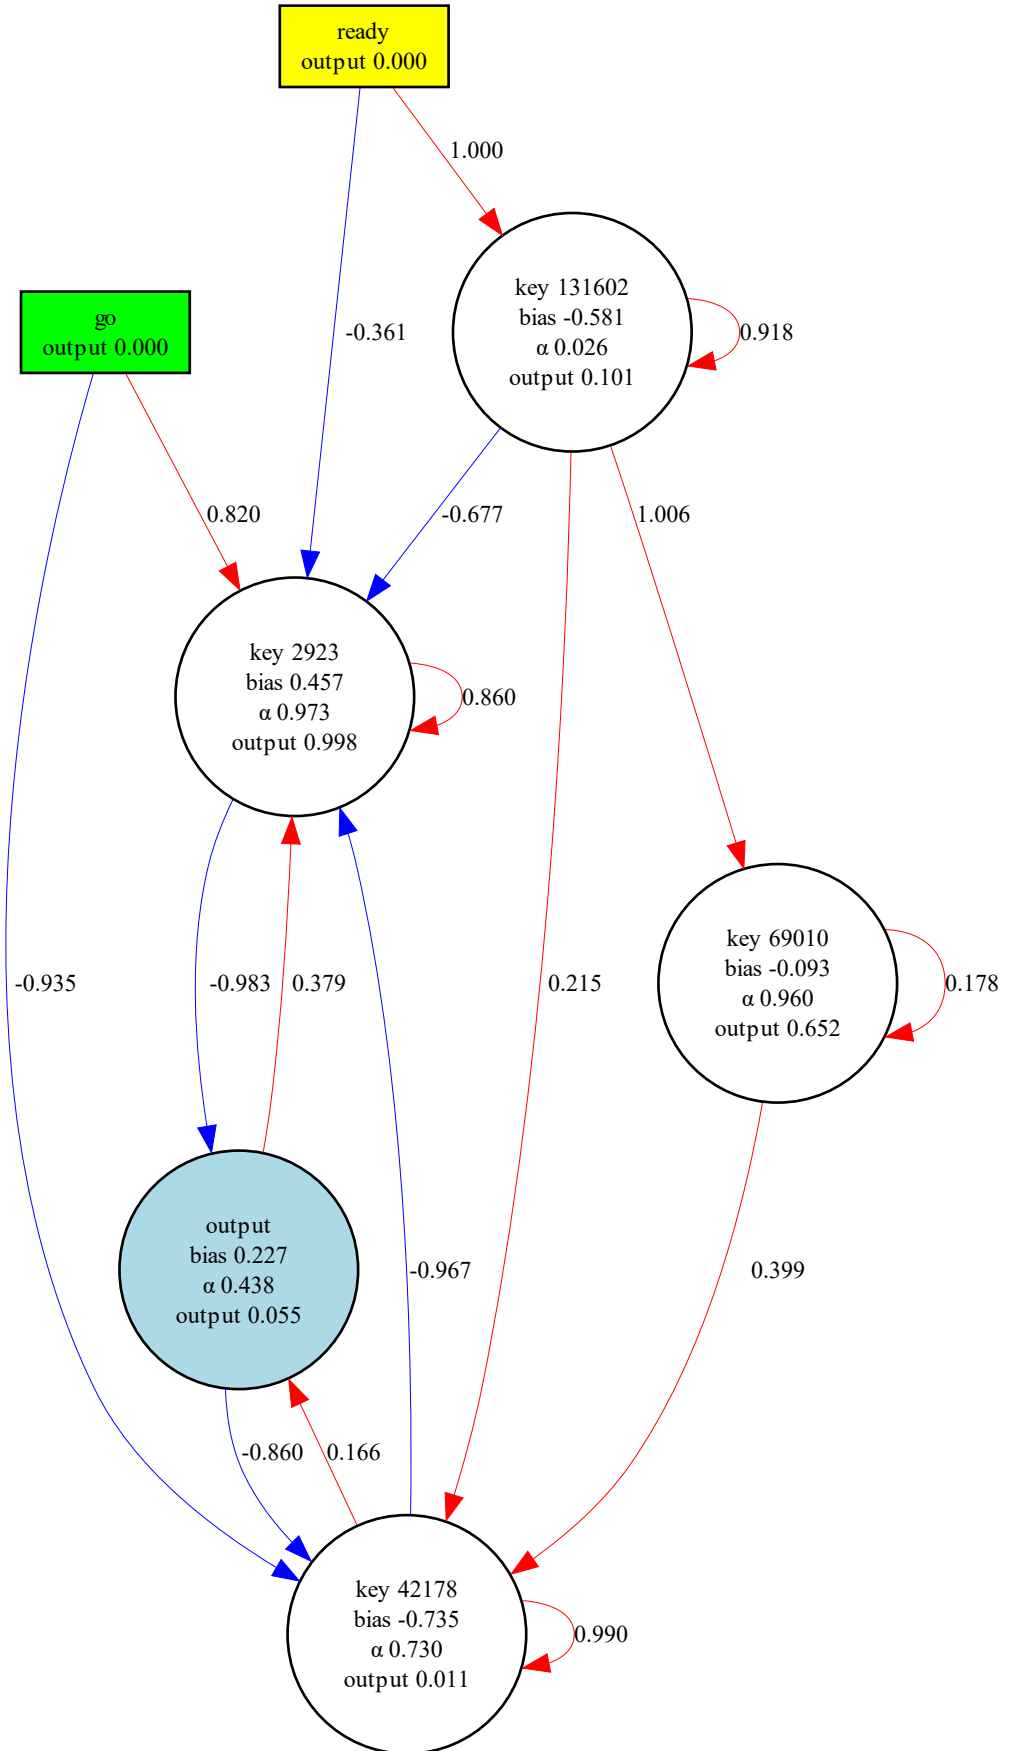 ready
output 0.000
1.000
key 131602
bias -0.581
α 0.026
output 0.101
0.918
go
output 0.000
-0.361
0.820
-0.677
1.006
key 2923
bias 0.457
α 0.973
output 0.998
0.860
key 69010
bias -0.093
α 0.960
output 0.652
0.178
-0.935
-0.983
0.379
0.215
output
bias 0.227
α 0.438
output 0.055
-0.967
0.399
-0.860
0.166
key 42178
bias -0.735
α 0.730
output 0.011
0.990